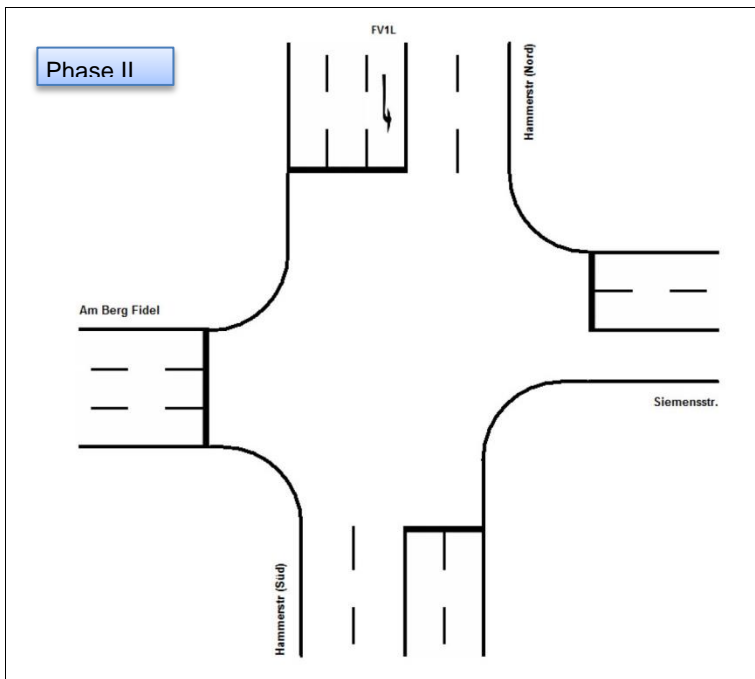 FV1L
Phase II
Hammerstr (Nord)
Am Berg Fidel
Siemensstr.
Hammerstr (Süd)